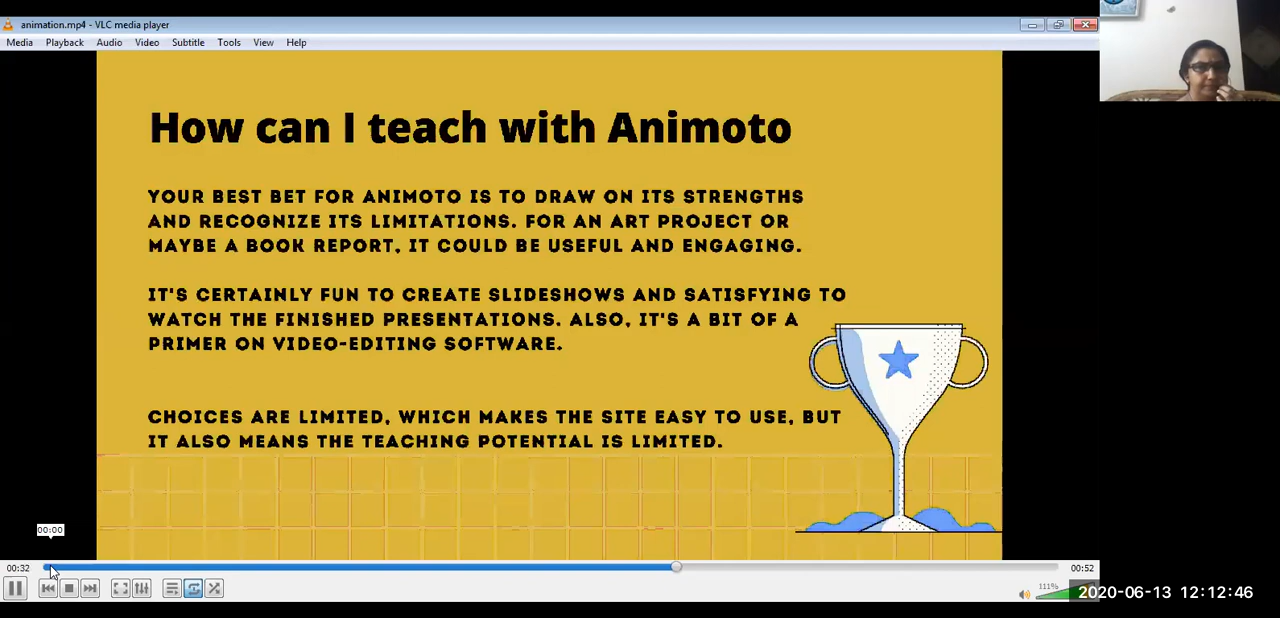 animation.mp4 - VLC media player
Media Playback Audio Video Subtitle Tools View Help
How can I teach with Animoto
YOUR BEST BET FOR ANIMOTO IS TO DRAW ON ITS STRENGTHS
AND RECOGNIZE ITS LIMITATIONS. FOR AN ART PROJECT OR
MAYBE A BOOK REPORT, IT COULD BE USEFUL AND ENGAGING.
IT'S CERTAINLY FUN TO CREATE SLIDESHOWS AND SATISFYING TO
WATCH THE FINISHED PRESENTATIONS. ALSO, IT'S A BIT OF A
PRIMER ON VIDEO-EDITING SOFTWARE.
CHOICES ARE LIMITED, WHICH MAKES THE SITE EASY TO USE, BUT
IT ALSO MEANS THE TEACHING POTENTIAL IS LIMITED.
00:00
00:32 00:52
111%
2020-06-13 12:12:46